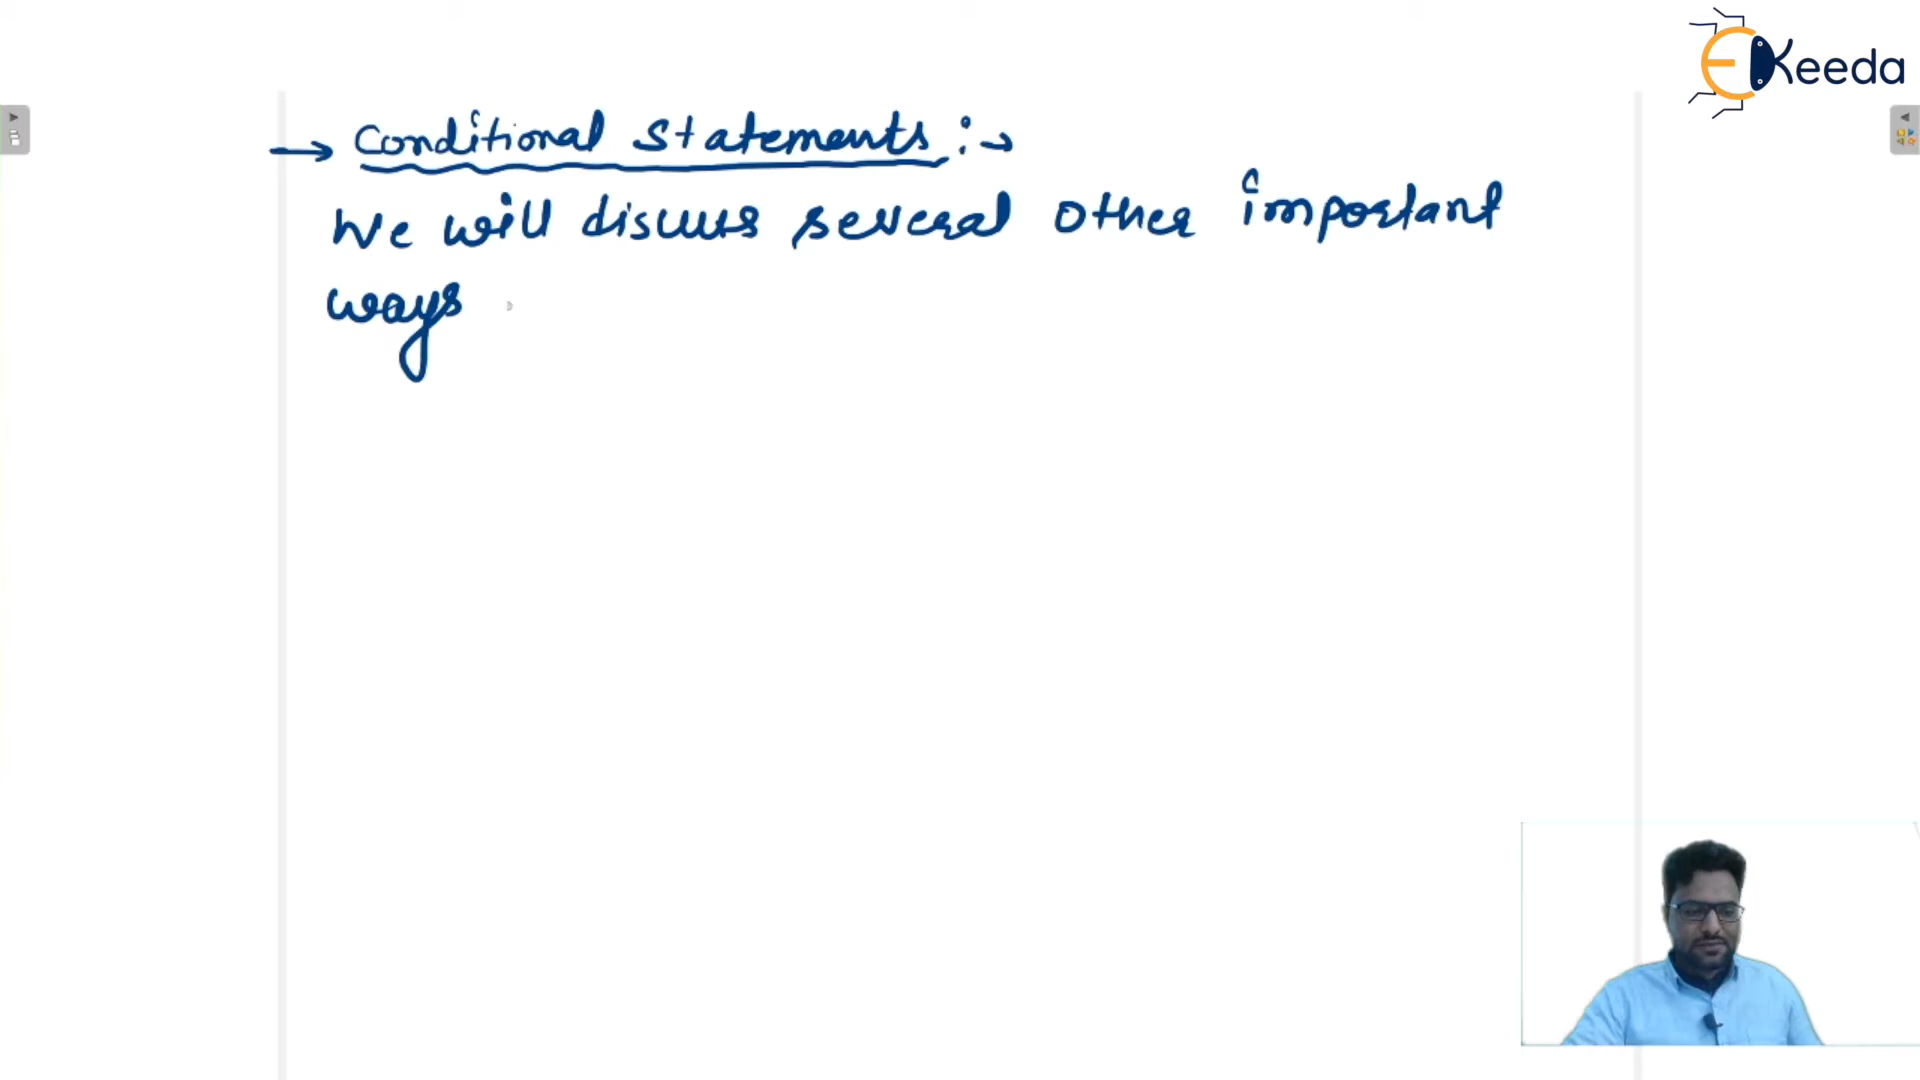 EKeeda
→ Conditional Statements :→
We will discuss several other important
ways